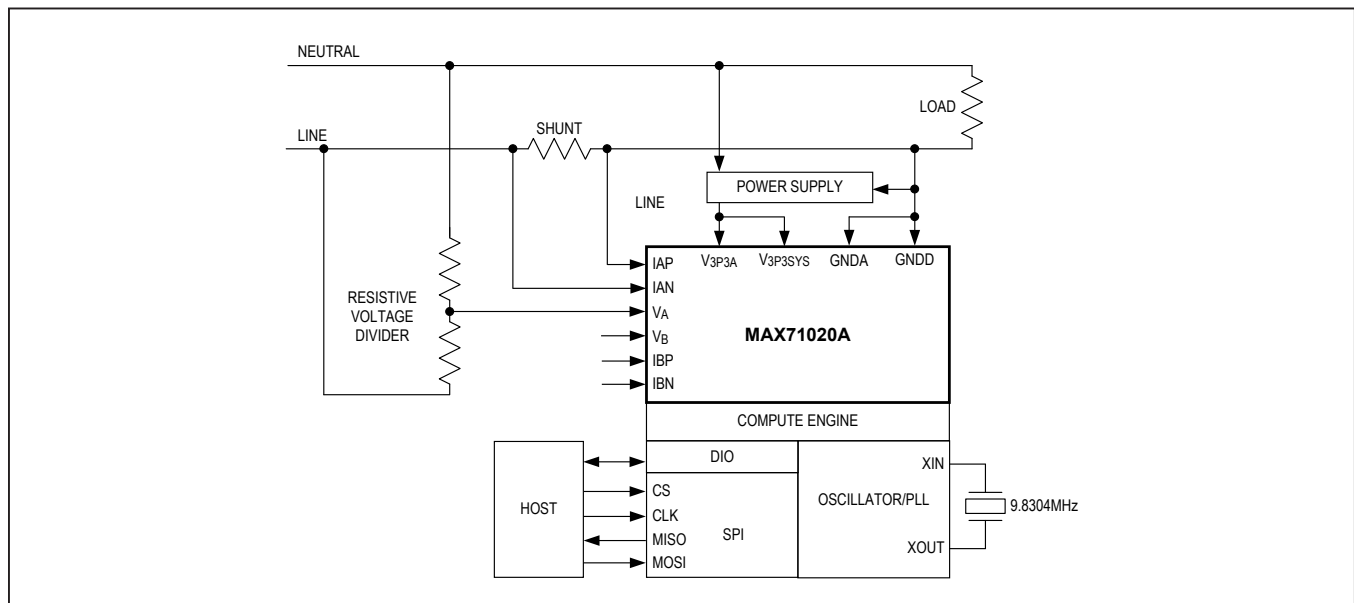 NEUTRAL
LOAD
SHUNT
LINE
POWER SUPPLY
LINE
V3P3A
V3P3SYS
GNDA
GNDD
IAP
IAN
VA
VB
IBP
IBN
RESISTIVE
VOLTAGE
DIVIDER
MAX71020A
COMPUTE ENGINE
DIO
HOST
CS
CLK
MISO
MOSI
SPI
OSCILLATOR/PLL
XIN
XOUT
9.8304MHz